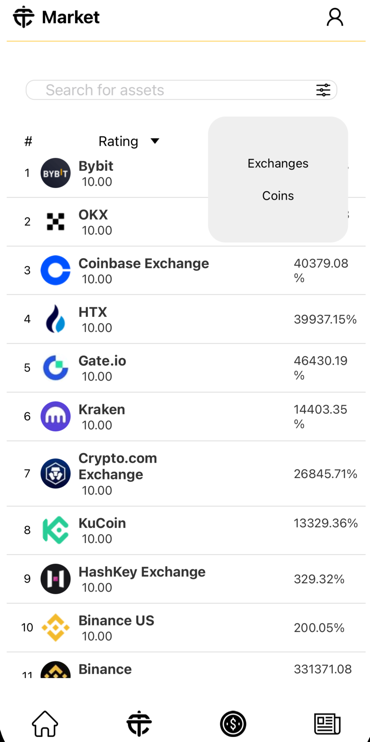 Market
Search for assets
# Rating
Exchanges
Coins
1 BYBIT Bybit
10.00
2 OKX
10.00
3 Coinbase Exchange 40379.08
10.00 %
4 HTX 39937.15%
10.00
5 Gate.io 46430.19
10.00 %
6 Kraken 14403.35
10.00 %
7 Crypto.com
Exchange 26845.71%
10.00
8 KuCoin 13329.36%
10.00
9 HashKey Exchange 329.32%
10.00
10 Binance US 200.05%
10.00
11 Binance 331371.08